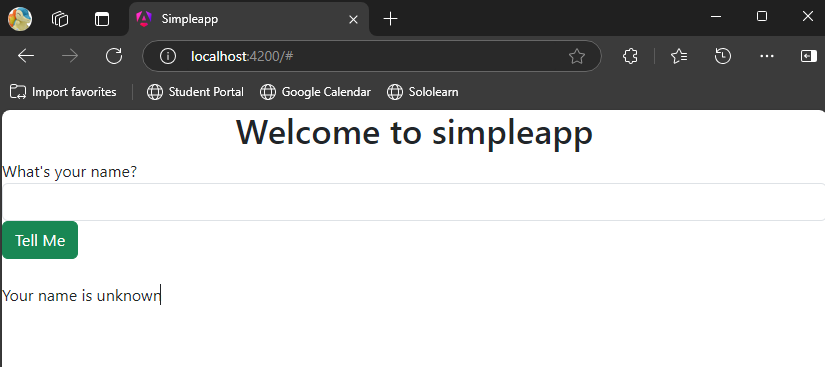 Simpleapp
localhost:4200/#
Import favorites Student Portal Google Calendar Sololearn
Welcome to simpleapp
What's your name?
Tell Me
Your name is unknown